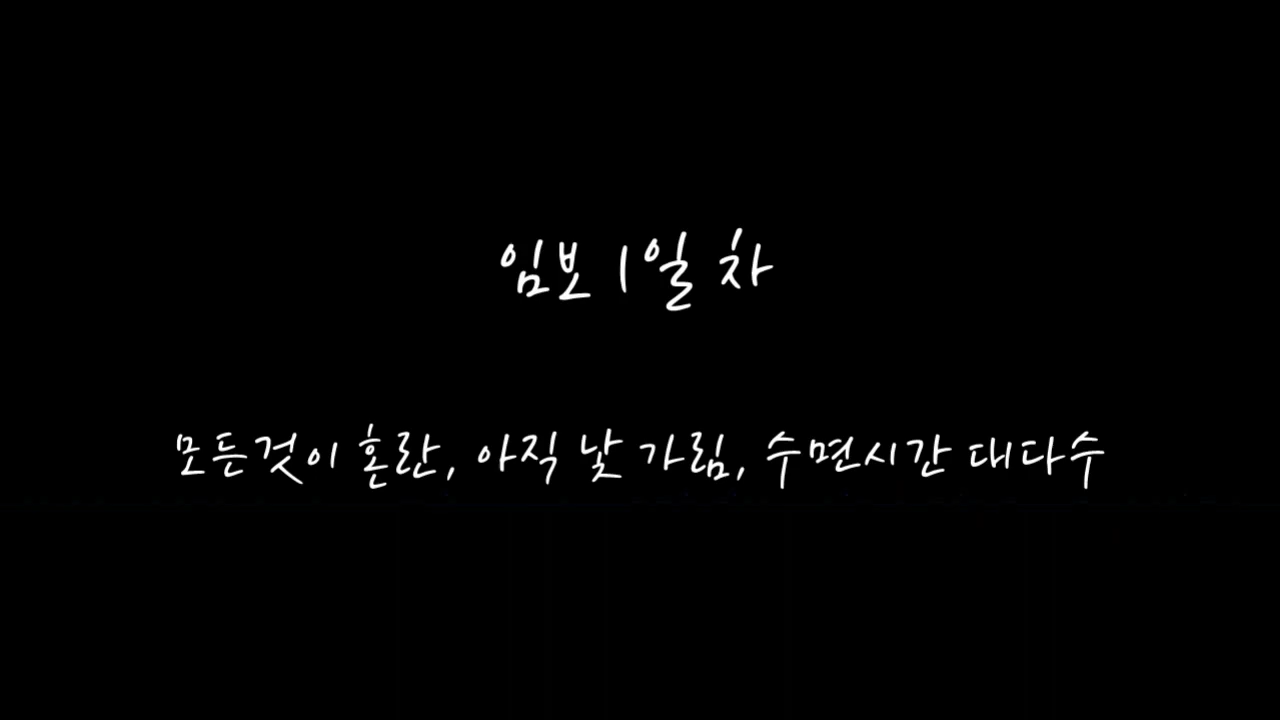 임보 1일 차
모든것이 혼란, 아직 낯 가림, 수면시간 대다수